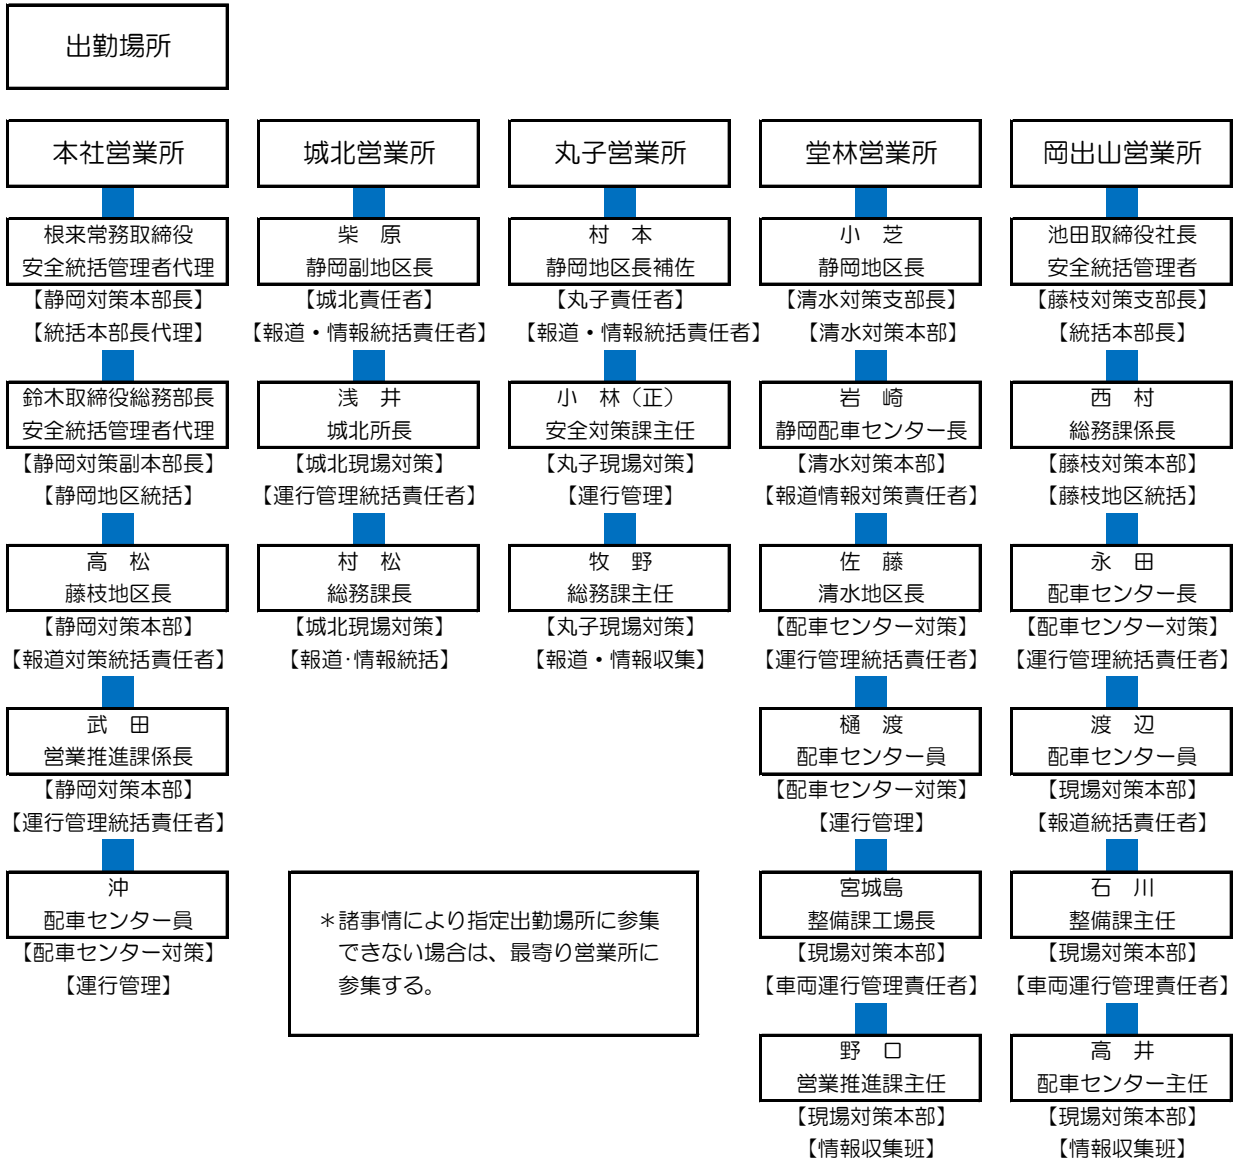 出勤場所
本社営業所
根来常務取締役
安全統括管理者代理
【静岡対策本部長】
【統括本部長代理】
鈴木取締役総務部長
安全統括管理者代理
【静岡対策副本部長】
【静岡地区統括】
高　松
藤枝地区長
【静岡対策本部】
【報道対策統括責任者】
武　田
営業推進課係長
【静岡対策本部】
【運行管理統括責任者】
沖
配車センター員
【配車センター対策】
【運行管理】
城北営業所
柴　原
静岡副地区長
【城北責任者】
【報道・情報統括責任者】
浅　井
城北所長
【城北現場対策】
【運行管理統括責任者】
村　松
総務課長
【城北現場対策】
【報道･情報統括】
丸子営業所
村　本
静岡地区長補佐
【丸子責任者】
【報道・情報統括責任者】
小　林（正）
安全対策課主任
【丸子現場対策】
【運行管理】
牧　野
総務課主任
【丸子現場対策】
【報道・情報収集】
堂林営業所
小　芝
静岡地区長
【清水対策支部長】
【清水対策本部】
岩　崎
静岡配車センター長
【清水対策本部】
【報道情報対策責任者】
佐　藤
清水地区長
【配車センター対策】
【運行管理統括責任者】
樋　渡
配車センター員
【配車センター対策】
【運行管理】
宮城島
整備課工場長
【現場対策本部】
【車両運行管理責任者】
野　口
営業推進課主任
【現場対策本部】
【情報収集班】
岡出山営業所
池田取締役社長
安全統括管理者
【藤枝対策支部長】
【統括本部長】
西　村
総務課係長
【藤枝対策本部】
【藤枝地区統括】
永　田
配車センター長
【配車センター対策】
【運行管理統括責任者】
渡　辺
配車センター員
【現場対策本部】
【報道統括責任者】
石　川
整備課主任
【現場対策本部】
【車両運行管理責任者】
高　井
配車センター主任
【現場対策本部】
【情報収集班】
＊諸事情により指定出勤場所に参集
できない場合は、最寄り営業所に
参集する。